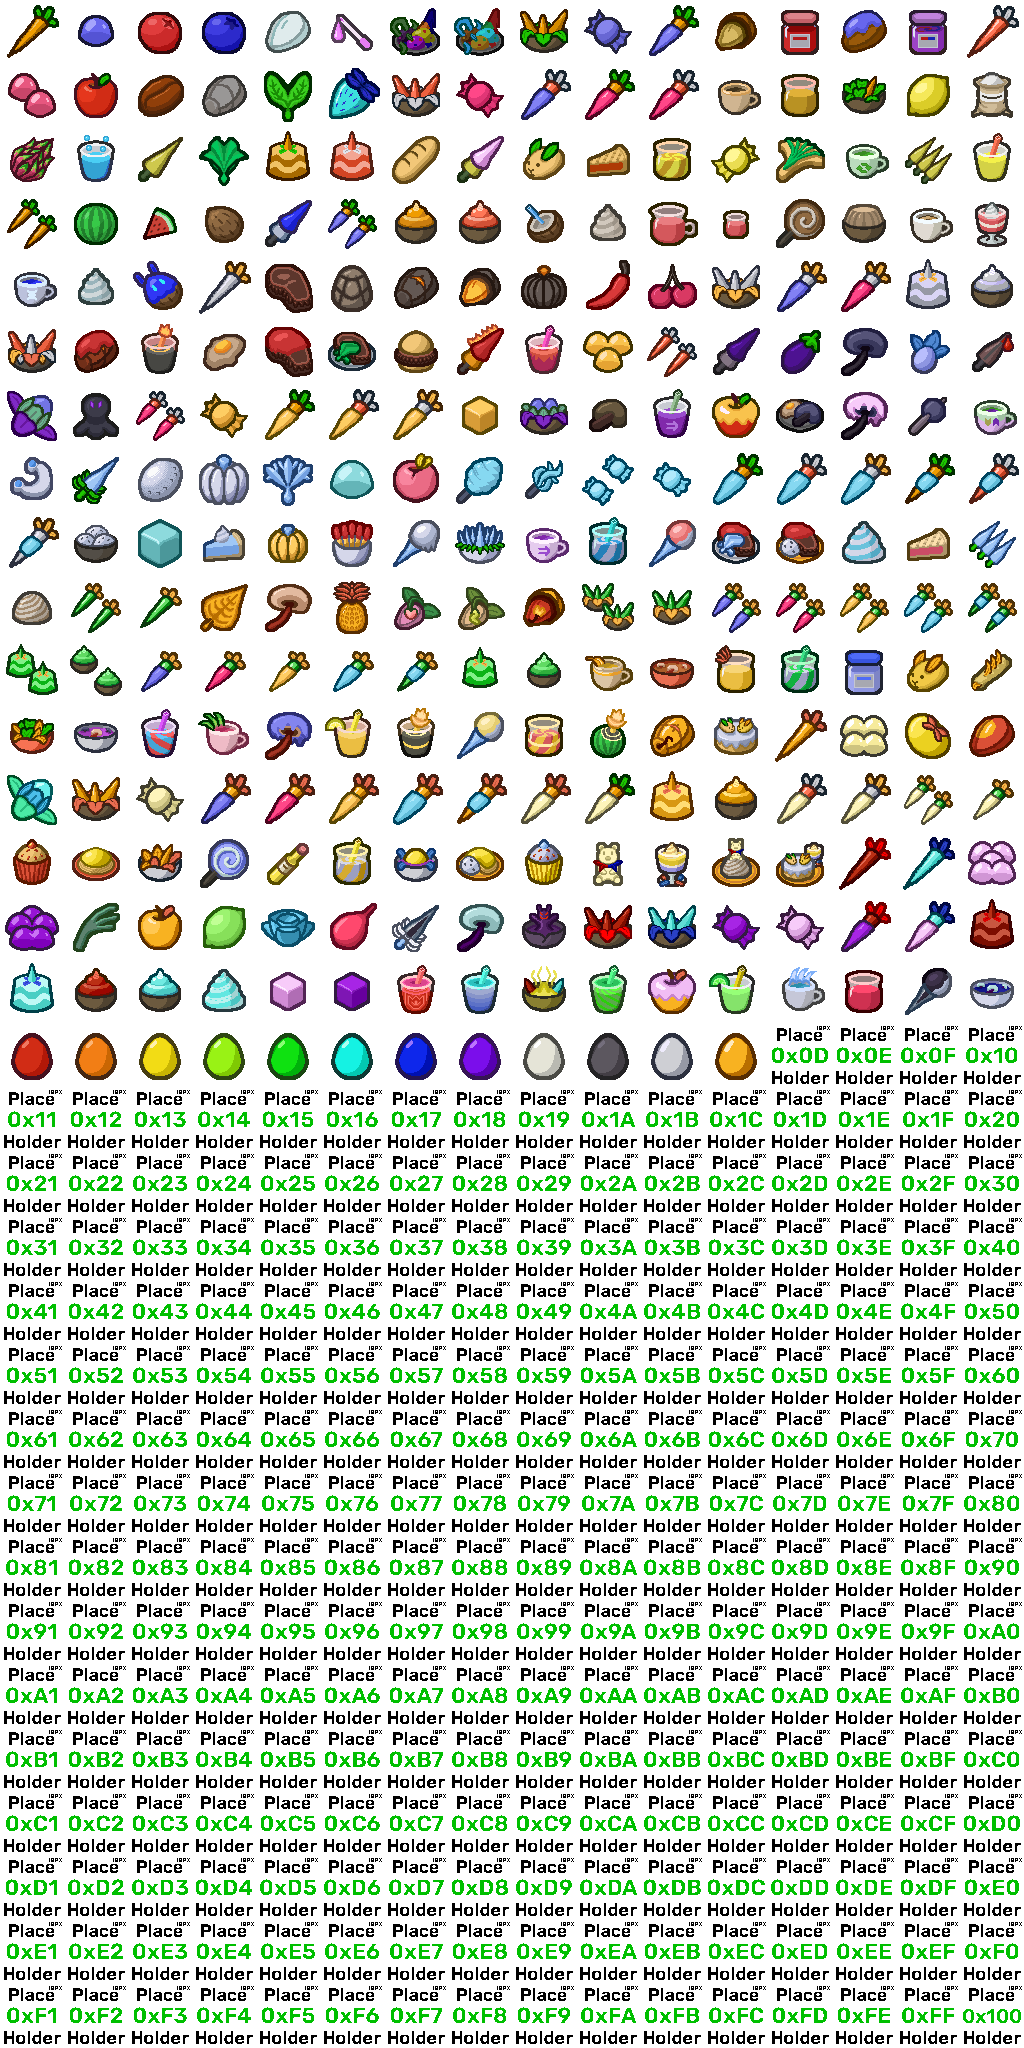 Place Place Place Place
0x0D 0x0E 0x0F 0x10
Holder Holder Holder Holder
Place Place Place Place Place Place Place Place Place Place Place Place Place Place Place Place
0x11 0x12 0x13 0x14 0x15 0x16 0x17 0x18 0x19 0x1A 0x1B 0x1C 0x1D 0x1E 0x1F 0x20
Holder Holder Holder Holder Holder Holder Holder Holder Holder Holder Holder Holder Holder Holder Holder Holder
Place Place Place Place Place Place Place Place Place Place Place Place Place Place Place Place
0x21 0x22 0x23 0x24 0x25 0x26 0x27 0x28 0x29 0x2A 0x2B 0x2C 0x2D 0x2E 0x2F 0x30
Holder Holder Holder Holder Holder Holder Holder Holder Holder Holder Holder Holder Holder Holder Holder Holder
Place Place Place Place Place Place Place Place Place Place Place Place Place Place Place Place
0x31 0x32 0x33 0x34 0x35 0x36 0x37 0x38 0x39 0x3A 0x3B 0x3C 0x3D 0x3E 0x3F 0x40
Holder Holder Holder Holder Holder Holder Holder Holder Holder Holder Holder Holder Holder Holder Holder Holder
Place Place Place Place Place Place Place Place Place Place Place Place Place Place Place Place
0x41 0x42 0x43 0x44 0x45 0x46 0x47 0x48 0x49 0x4A 0x4B 0x4C 0x4D 0x4E 0x4F 0x50
Holder Holder Holder Holder Holder Holder Holder Holder Holder Holder Holder Holder Holder Holder Holder Holder
Place Place Place Place Place Place Place Place Place Place Place Place Place Place Place Place
0x51 0x52 0x53 0x54 0x55 0x56 0x57 0x58 0x59 0x5A 0x5B 0x5C 0x5D 0x5E 0x5F 0x60
Holder Holder Holder Holder Holder Holder Holder Holder Holder Holder Holder Holder Holder Holder Holder Holder
Place Place Place Place Place Place Place Place Place Place Place Place Place Place Place Place
0x61 0x62 0x63 0x64 0x65 0x66 0x67 0x68 0x69 0x6A 0x6B 0x6C 0x6D 0x6E 0x6F 0x70
Holder Holder Holder Holder Holder Holder Holder Holder Holder Holder Holder Holder Holder Holder Holder Holder
Place Place Place Place Place Place Place Place Place Place Place Place Place Place Place Place
0x71 0x72 0x73 0x74 0x75 0x76 0x77 0x78 0x79 0x7A 0x7B 0x7C 0x7D 0x7E 0x7F 0x80
Holder Holder Holder Holder Holder Holder Holder Holder Holder Holder Holder Holder Holder Holder Holder Holder
Place Place Place Place Place Place Place Place Place Place Place Place Place Place Place Place
0x81 0x82 0x83 0x84 0x85 0x86 0x87 0x88 0x89 0x8A 0x8B 0x8C 0x8D 0x8E 0x8F 0x90
Holder Holder Holder Holder Holder Holder Holder Holder Holder Holder Holder Holder Holder Holder Holder Holder
Place Place Place Place Place Place Place Place Place Place Place Place Place Place Place Place
0x91 0x92 0x93 0x94 0x95 0x96 0x97 0x98 0x99 0x9A 0x9B 0x9C 0x9D 0x9E 0x9F 0xA0
Holder Holder Holder Holder Holder Holder Holder Holder Holder Holder Holder Holder Holder Holder Holder Holder
Place Place Place Place Place Place Place Place Place Place Place Place Place Place Place Place
0xA1 0xA2 0xA3 0xA4 0xA5 0xA6 0xA7 0xA8 0xA9 0xAA 0xAB 0xAC 0xAD 0xAE 0xAF 0xB0
Holder Holder Holder Holder Holder Holder Holder Holder Holder Holder Holder Holder Holder Holder Holder Holder
Place Place Place Place Place Place Place Place Place Place Place Place Place Place Place Place
0xB1 0xB2 0xB3 0xB4 0xB5 0xB6 0xB7 0xB8 0xB9 0xBA 0xBB 0xBC 0xBD 0xBE 0xBF 0xC0
Holder Holder Holder Holder Holder Holder Holder Holder Holder Holder Holder Holder Holder Holder Holder Holder
Place Place Place Place Place Place Place Place Place Place Place Place Place Place Place Place
0xC1 0xC2 0xC3 0xC4 0xC5 0xC6 0xC7 0xC8 0xC9 0xCA 0xCB 0xCC 0xCD 0xCE 0xCF 0xD0
Holder Holder Holder Holder Holder Holder Holder Holder Holder Holder Holder Holder Holder Holder Holder Holder
Place Place Place Place Place Place Place Place Place Place Place Place Place Place Place Place
0xD1 0xD2 0xD3 0xD4 0xD5 0xD6 0xD7 0xD8 0xD9 0xDA 0xDB 0xDC 0xDD 0xDE 0xDF 0xE0
Holder Holder Holder Holder Holder Holder Holder Holder Holder Holder Holder Holder Holder Holder Holder Holder
Place Place Place Place Place Place Place Place Place Place Place Place Place Place Place Place
0xE1 0xE2 0xE3 0xE4 0xE5 0xE6 0xE7 0xE8 0xE9 0xEA 0xEB 0xEC 0xED 0xEE 0xEF 0xF0
Holder Holder Holder Holder Holder Holder Holder Holder Holder Holder Holder Holder Holder Holder Holder Holder
Place Place Place Place Place Place Place Place Place Place Place Place Place Place Place Place
0xF1 0xF2 0xF3 0xF4 0xF5 0xF6 0xF7 0xF8 0xF9 0xFA 0xFB 0xFC 0xFD 0xFE 0xFF 0x100
Holder Holder Holder Holder Holder Holder Holder Holder Holder Holder Holder Holder Holder Holder Holder Holder